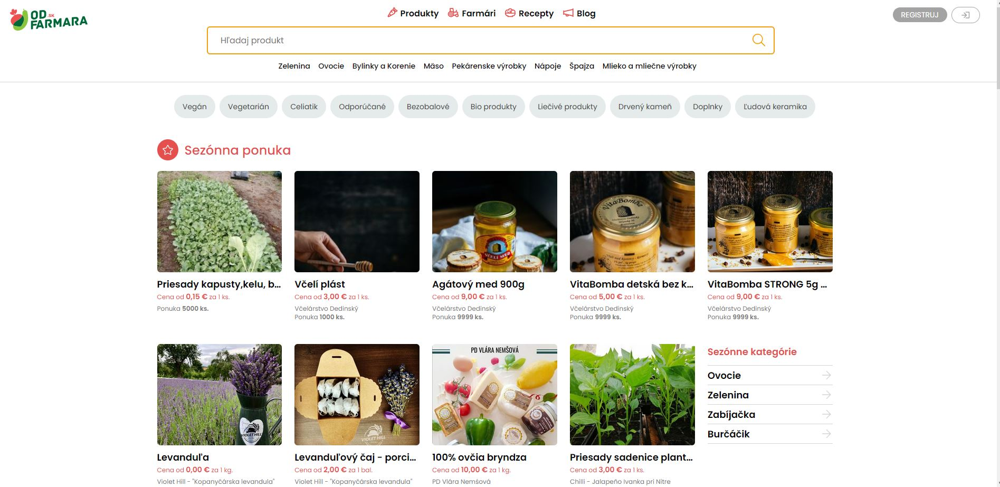 OD .SK
FARMARA
Produkty Farmári Recepty Blog
REGISTRUJ
Hľadaj produkt
Zelenina Ovocie Bylinky a Korenie Mäso Pekárenske výrobky Nápoje Špajza Mlieko a mliečne výrobky
Vegán Vegetarián Celiatik Odporúčané Bezobalové Bio produkty Liečivé produkty Drvený kameň Doplnky Ľudová keramika
Sezónna ponuka
VČELÍ MED
VitaBomba
Priesady kapusty,kelu, b...
Cena od 0,15 € za 1 ks.
Ponuka 5000 ks.
Včelí plást
Cena od 3,00 € za 1 ks.
Včelárstvo Dedinský
Ponuka 1000 ks.
Agátový med 900g
Cena od 9,00 € za 1 ks.
Včelárstvo Dedinský
Ponuka 9999 ks.
VitaBomba detská bez k...
Cena od 5,00 € za 1 ks.
Včelárstvo Dedinský
Ponuka 9999 ks.
VitaBomba STRONG 5g ...
Cena od 9,00 € za 1 ks.
Včelárstvo Dedinský
Ponuka 9999 ks.
VIOLET HILL
VIOLET HILL
PD VLÁRA NEMŠOVÁ
Levanduľa
Cena od 0,00 € za 1 kg.
Violet Hill - "Kopanyčárska levandula"
Levanduľový čaj - porci...
Cena od 2,00 € za 1 bal.
Violet Hill - "Kopanyčárska levandula"
100% ovčia bryndza
Cena od 10,00 € za 1 kg.
PD Vlára Nemšová
Priesady sadenice plant...
Cena od 3,00 € za 1 ks.
Chilli - Jalapeňo Ivanka pri Nitre
Sezónne kategórie
Ovocie
Zelenina
Zabíjačka
Burčáčik